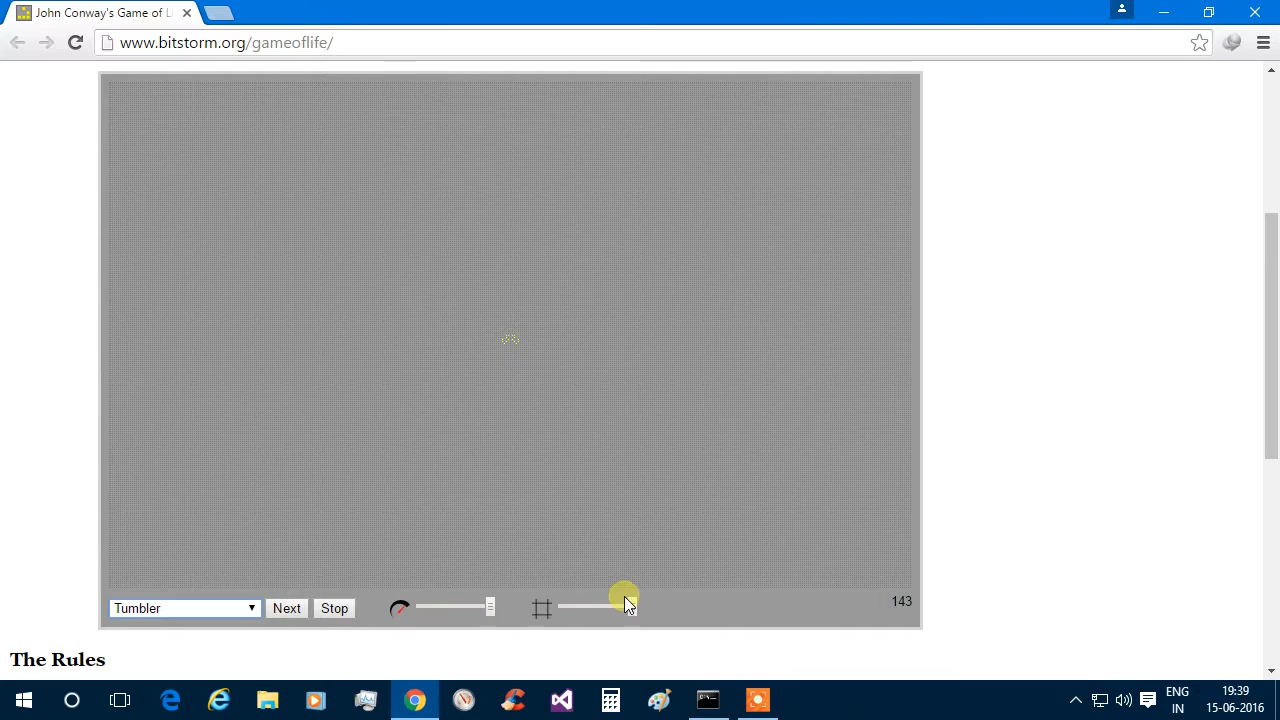 John Conway's Game of Li
www.bitstorm.org/gameoflife/
Tumbler
Next
Stop
143
The Rules
ENG
IN
19:39
15-06-2016